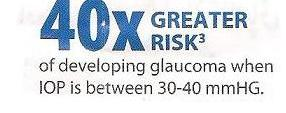 40x GREATER
RISK³
of developing glaucoma when
IOP is between 30-40 mmHG.